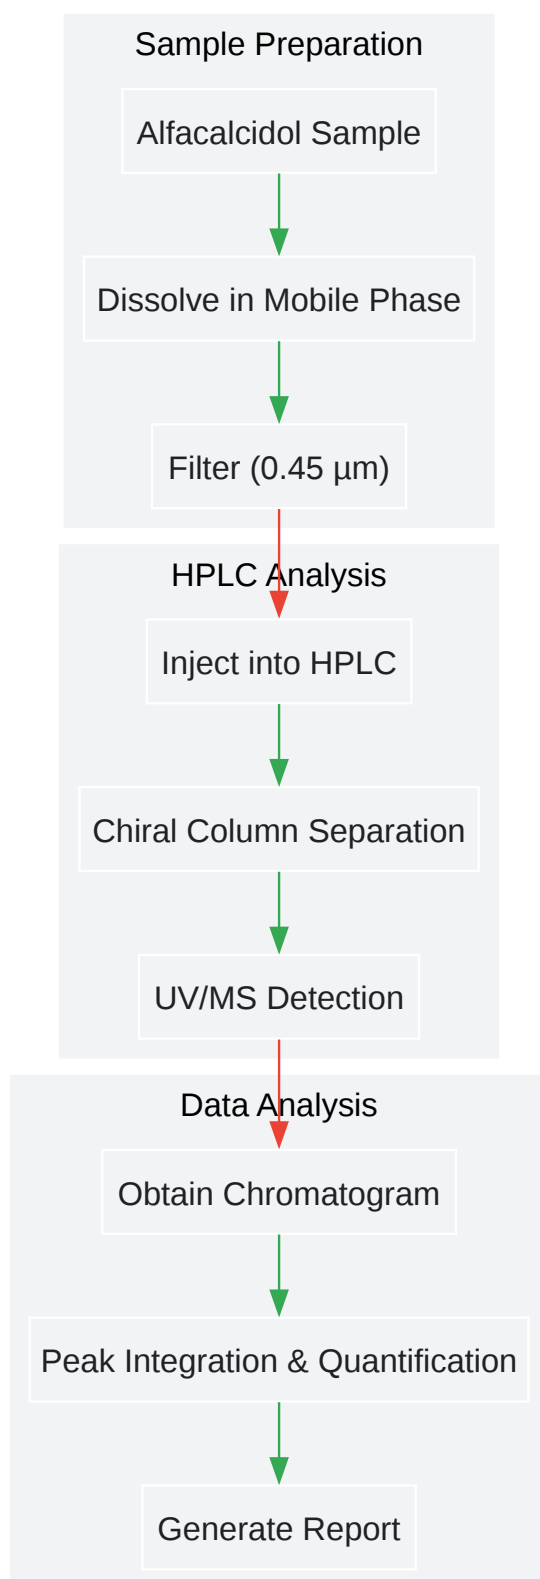 Sample Preparation
Alfacalcidol Sample
Dissolve in Mobile Phase
Filter (0.45 µm)
HPLC Analysis
Inject into HPLC
Chiral Column Separation
UV/MS Detection
Data Analysis
Obtain Chromatogram
Peak Integration & Quantification
Generate Report